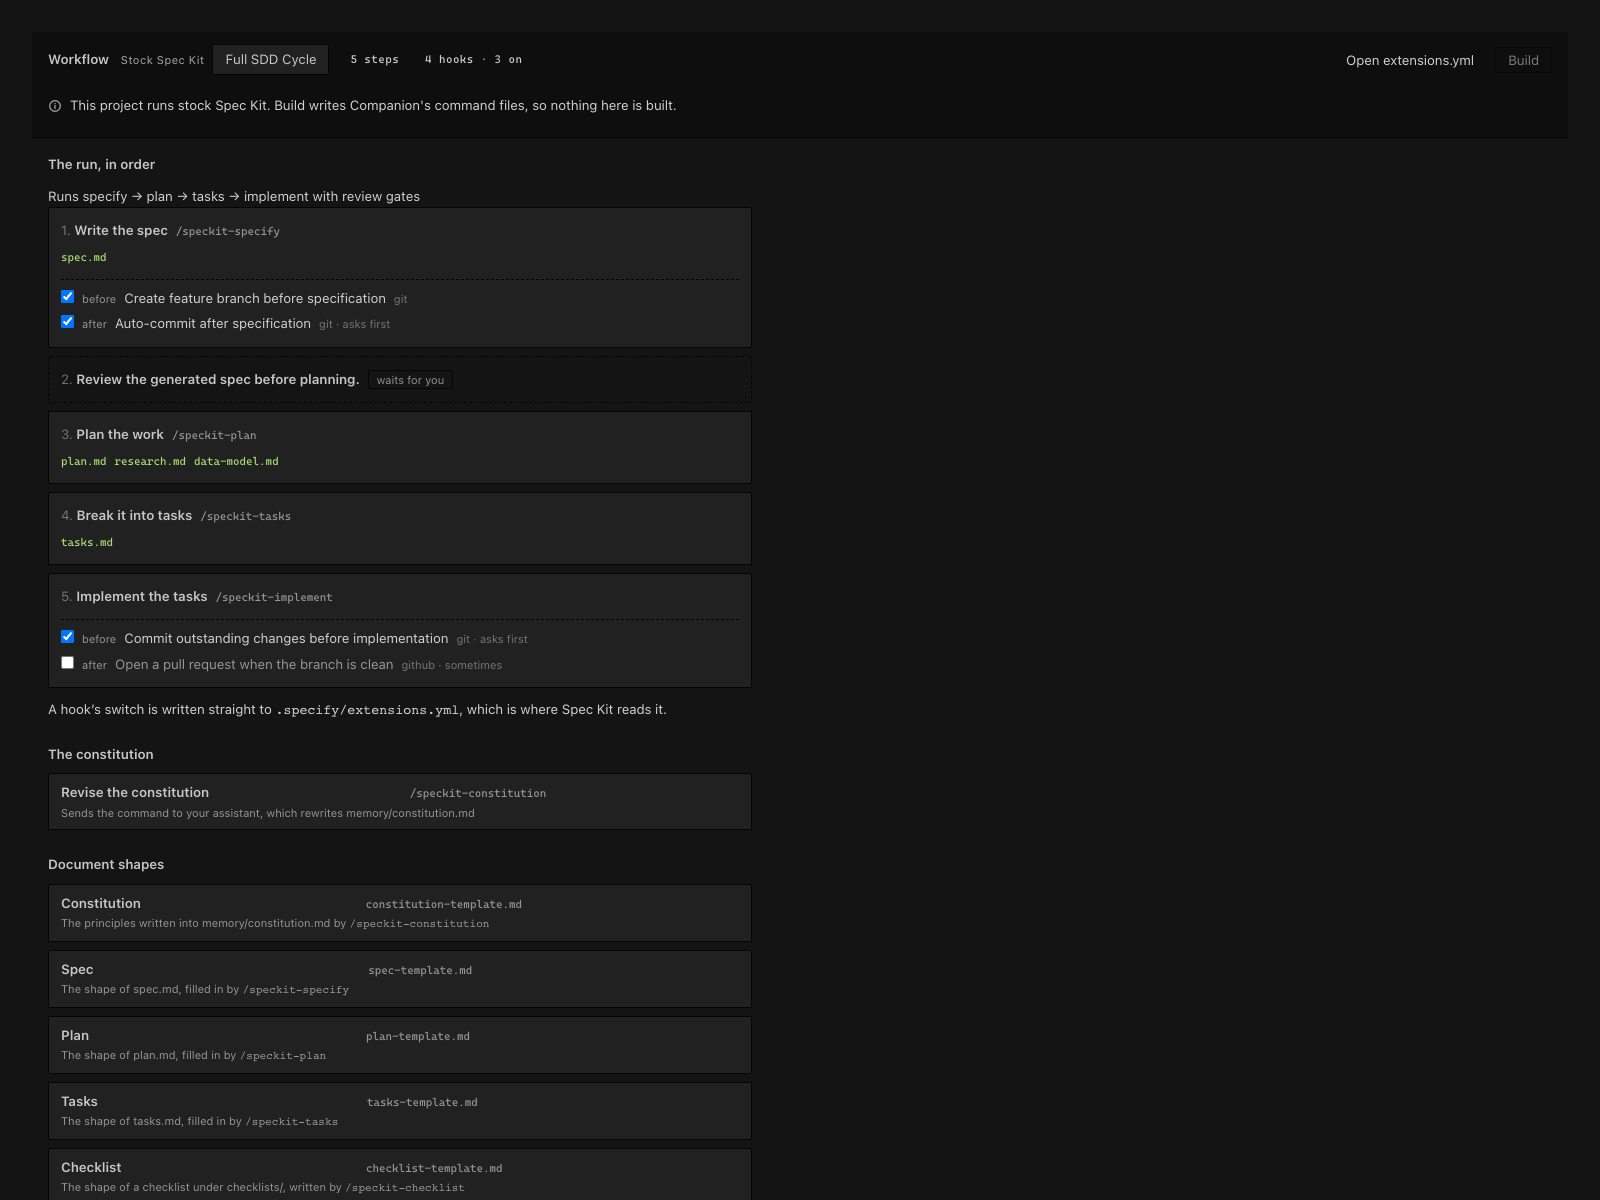 Workflow Stock Spec Kit Full SDD Cycle 5 steps 4 hooks · 3 on Open extensions.yml Build
This project runs stock Spec Kit. Build writes Companion's command files, so nothing here is built.
The run, in order
Runs specify → plan → tasks → implement with review gates
1. Write the spec /speckit-specify
spec.md
before Create feature branch before specification git
after Auto-commit after specification git · asks first
2. Review the generated spec before planning. waits for you
3. Plan the work /speckit-plan
plan.md research.md data-model.md
4. Break it into tasks /speckit-tasks
tasks.md
5. Implement the tasks /speckit-implement
before Commit outstanding changes before implementation git · asks first
after Open a pull request when the branch is clean github · sometimes
A hook’s switch is written straight to .specify/extensions.yml, which is where Spec Kit reads it.
The constitution
Revise the constitution /speckit-constitution
Sends the command to your assistant, which rewrites memory/constitution.md
Document shapes
Constitution constitution-template.md
The principles written into memory/constitution.md by /speckit-constitution
Spec spec-template.md
The shape of spec.md, filled in by /speckit-specify
Plan plan-template.md
The shape of plan.md, filled in by /speckit-plan
Tasks tasks-template.md
The shape of tasks.md, filled in by /speckit-tasks
Checklist checklist-template.md
The shape of a checklist under checklists/, written by /speckit-checklist